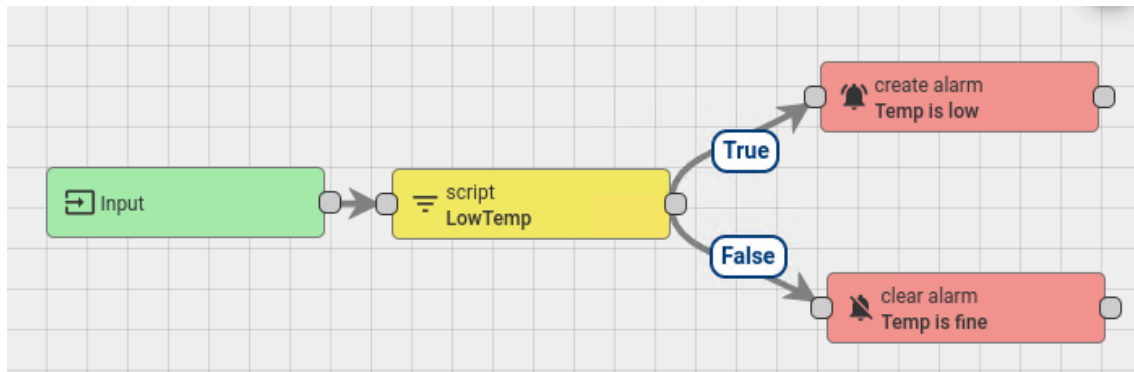 Input
script
LowTemp
True
False
create alarm
Temp is low
clear alarm
Temp is fine